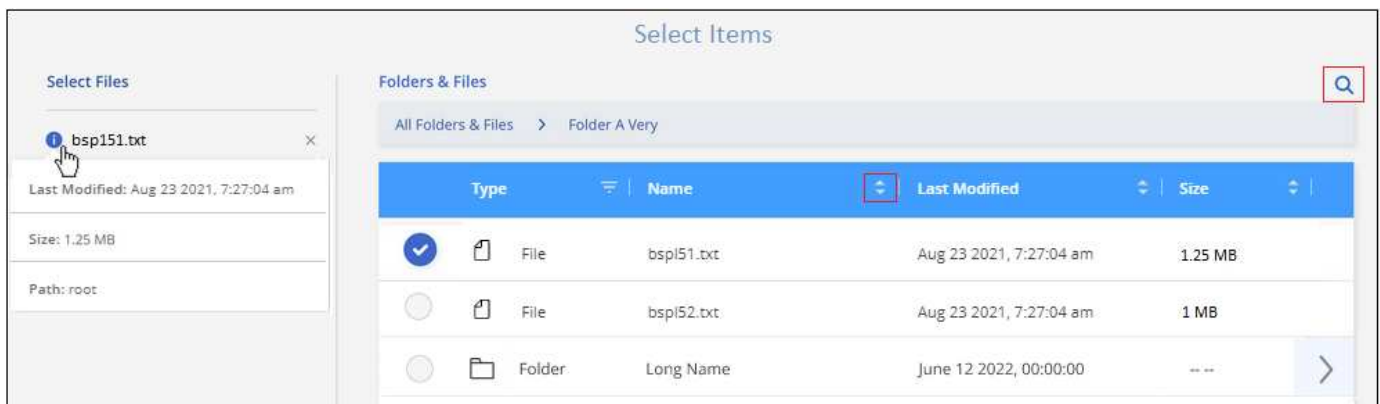 Select Items
Select Files
bsp151.txt
Last Modified: Aug 23 2021, 7:27:04 am
Size: 1.25 MB
Path: root
Folders & Files
All Folders & Files > Folder A Very
Type Name Last Modified Size
File bspl51.txt Aug 23 2021, 7:27:04 am 1.25 MB
File bspl52.txt Aug 23 2021, 7:27:04 am 1 MB
Folder Long Name June 12 2022, 00:00:00 -- --